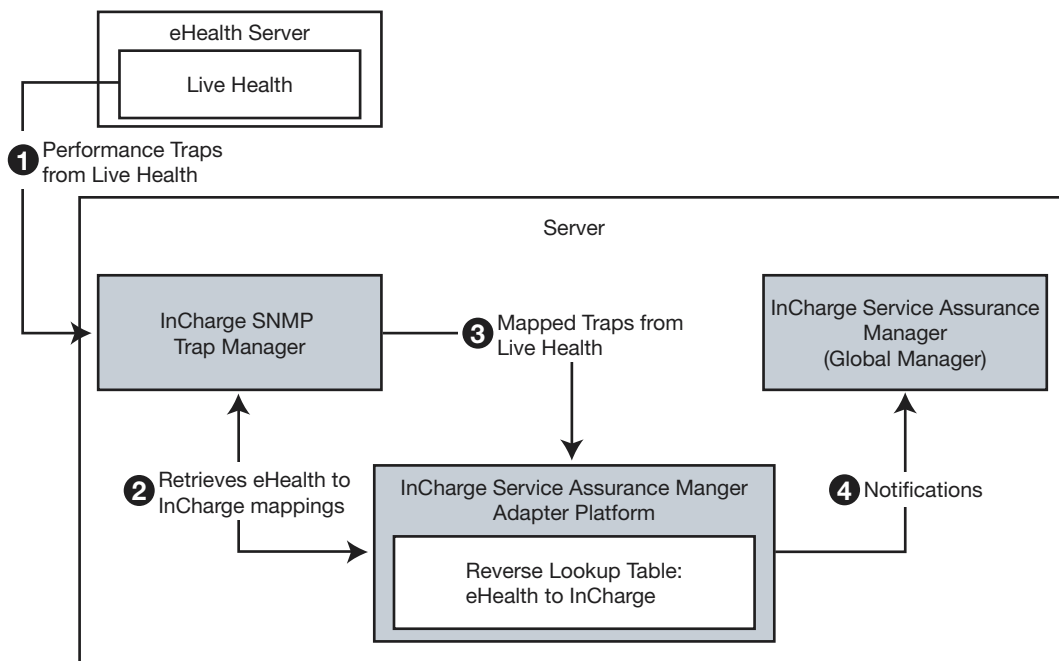 eHealth Server
Live Health
1 Performance Traps
from Live Health
Server
InCharge SNMP
Trap Manager
3 Mapped Traps from
Live Health
InCharge Service Assurance
Manager
(Global Manager)
2 Retrieves eHealth to
InCharge mappings
InCharge Service Assurance Manger
Adapter Platform
Reverse Lookup Table:
eHealth to InCharge
4 Notifications